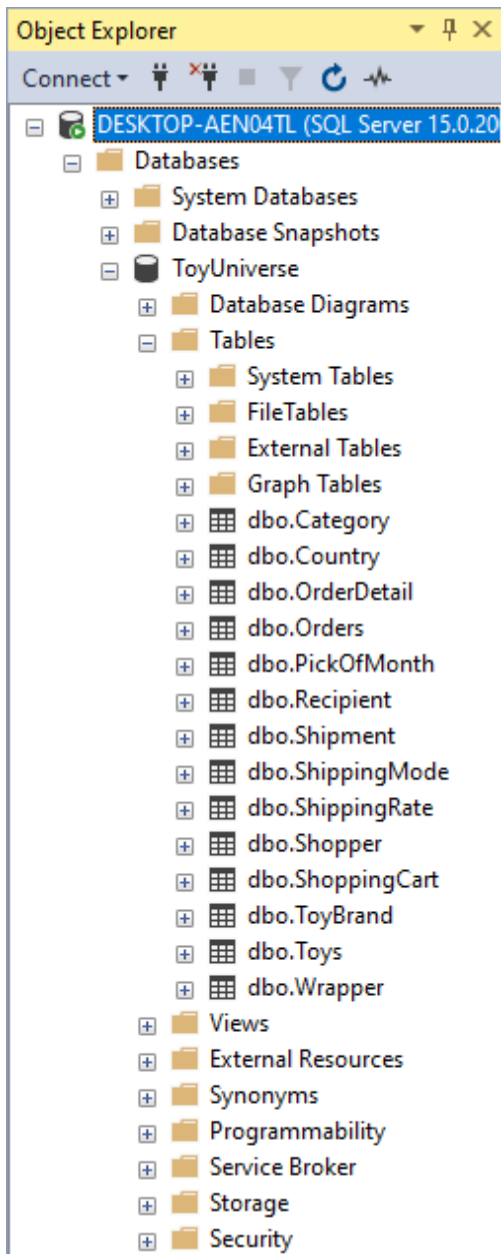 Object Explorer
Connect
DESKTOP-AEN04TL (SQL Server 15.0.20
Databases
System Databases
Database Snapshots
ToyUniverse
Database Diagrams
Tables
System Tables
FileTables
External Tables
Graph Tables
dbo.Category
dbo.Country
dbo.OrderDetail
dbo.Orders
dbo.PickOfMonth
dbo.Recipient
dbo.Shipment
dbo.ShippingMode
dbo.ShippingRate
dbo.Shopper
dbo.ShoppingCart
dbo.ToyBrand
dbo.Toys
dbo.Wrapper
Views
External Resources
Synonyms
Programmability
Service Broker
Storage
Security